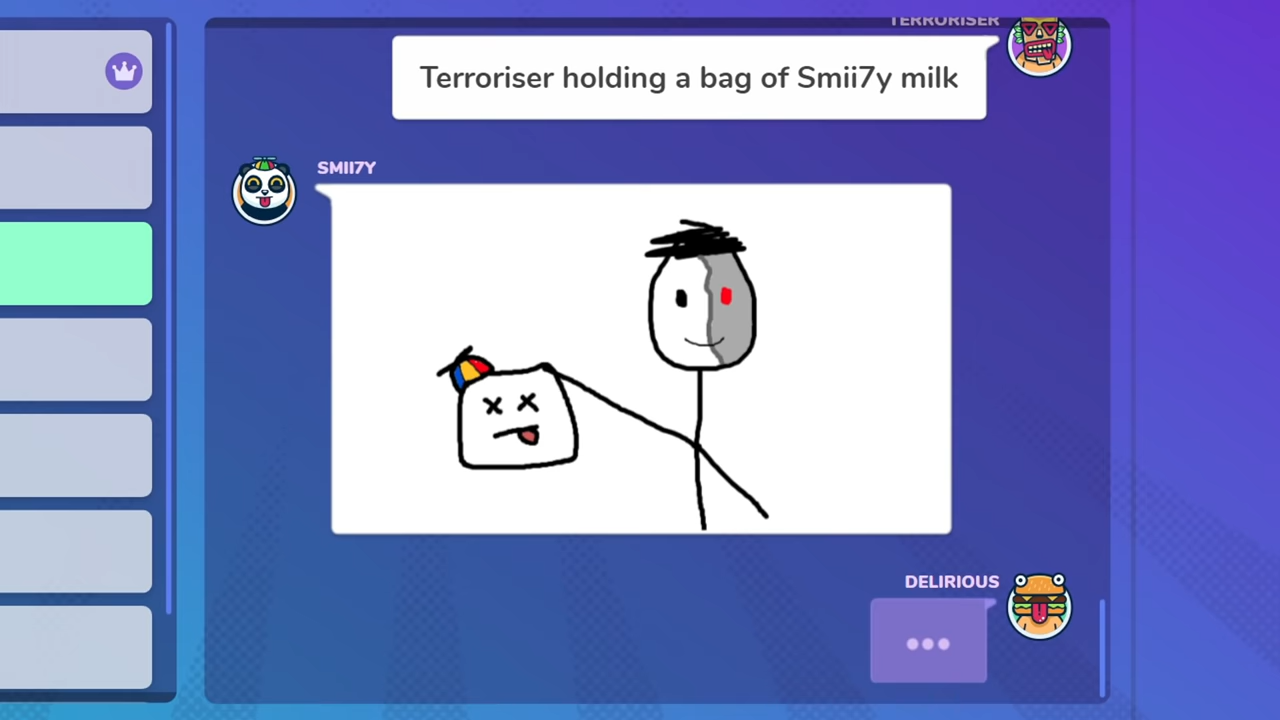 TERRORISER
Terroriser holding a bag of Smii7y milk
SMII7Y
DELIRIOUS